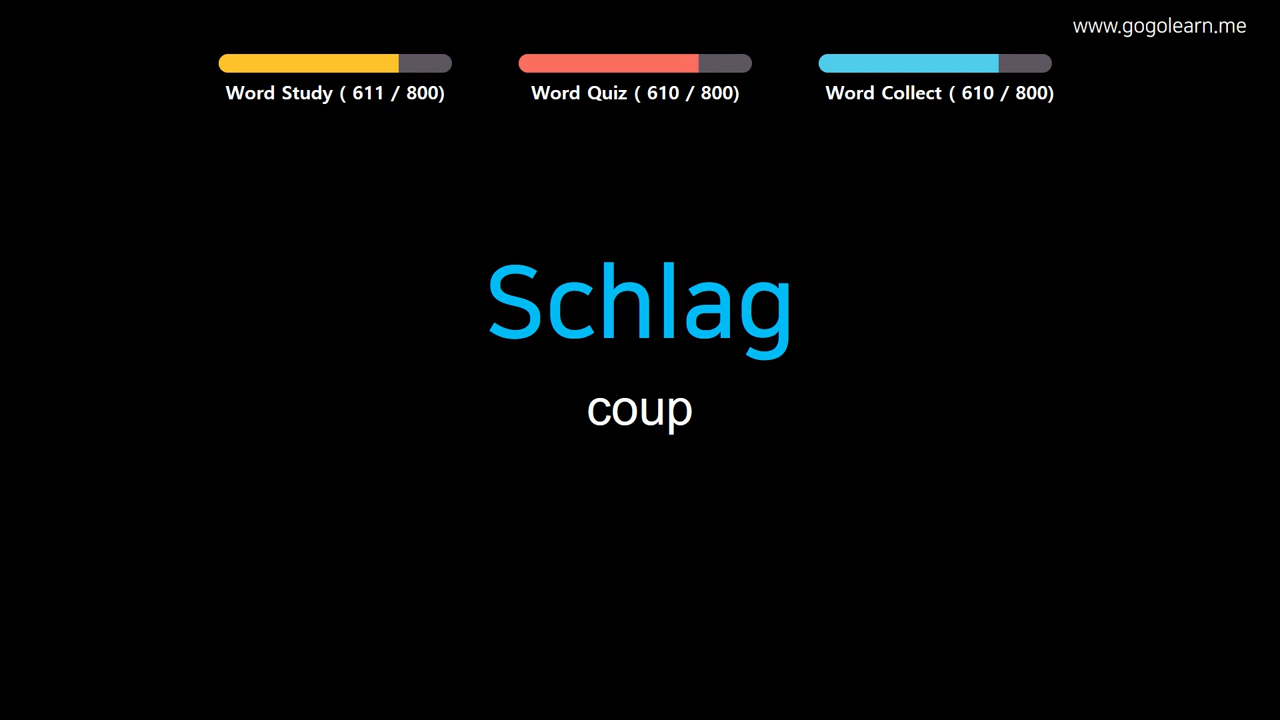 www.gogolearn.me
Word Study ( 611 / 800)
Word Quiz ( 610 / 800)
Word Collect ( 610 / 800)
Schlag
coup